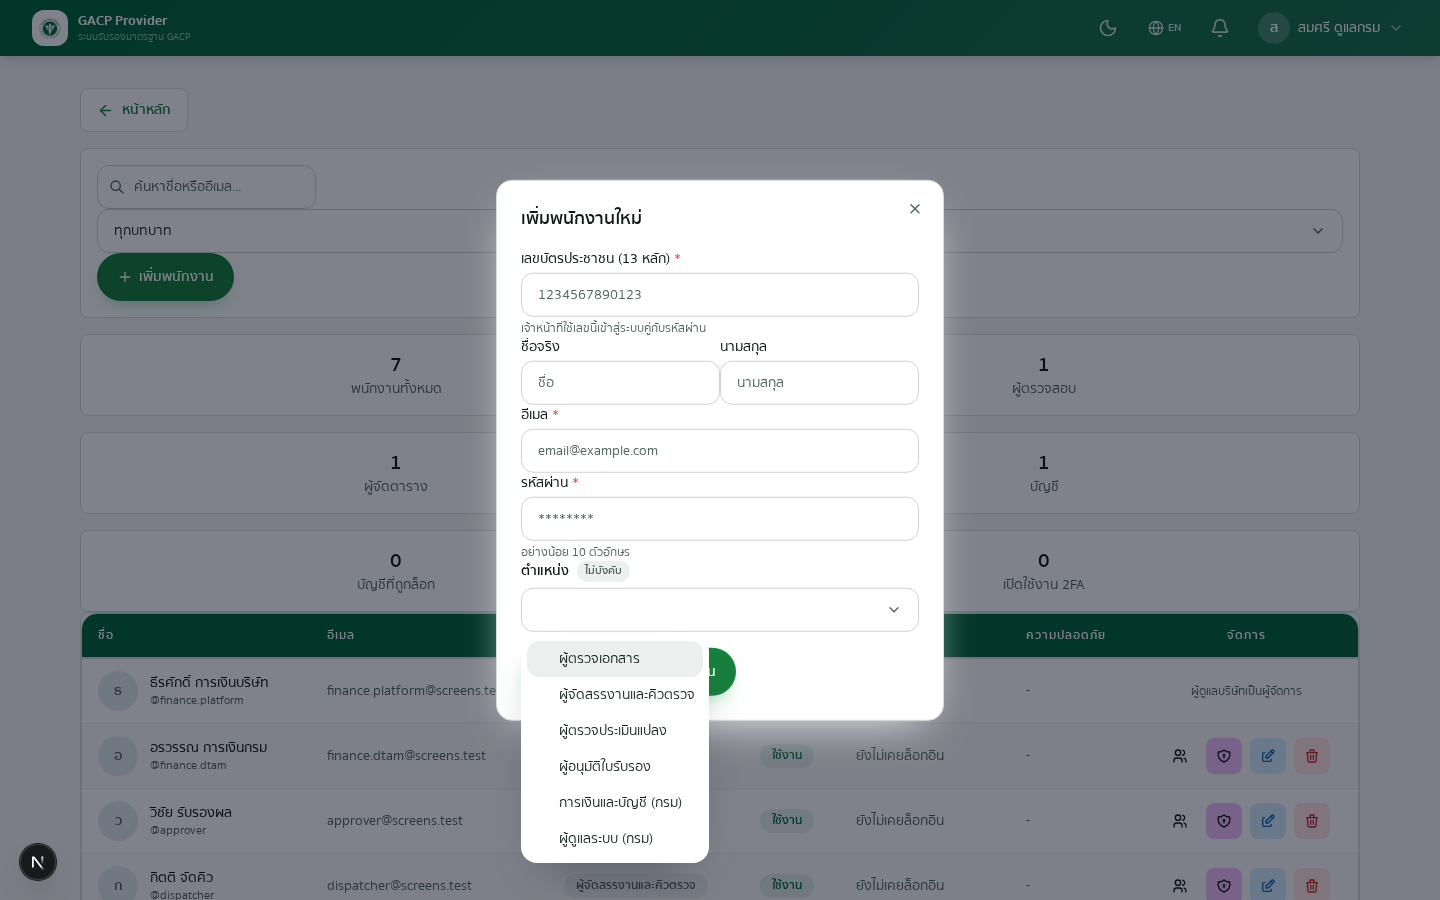 GACP Provider
ระบบรับรองมาตรฐาน GACP
EN
ส
สมศรี ดูแลกรม
หน้าหลัก
ค้นหาชื่อหรืออีเมล...
ทุกบทบาท
เพิ่มพนักงาน
7
พนักงานทั้งหมด
1
ผู้ตรวจสอบ
1
ผู้จัดตาราง
1
บัญชี
0
บัญชีที่ถูกล็อก
0
เปิดใช้งาน 2FA
เพิ่มพนักงานใหม่
เลขบัตรประชาชน (13 หลัก) *
1234567890123
เจ้าหน้าที่ใช้เลขนี้เข้าสู่ระบบคู่กับรหัสผ่าน
ชื่อจริง
นามสกุล
ชื่อ
นามสกุล
อีเมล *
email@example.com
รหัสผ่าน *
********
อย่างน้อย 10 ตัวอักษร
ตำแหน่ง
ไม่บังคับ
ผู้ตรวจเอกสาร
ผู้จัดสรรงานและคิวตรวจ
ผู้ตรวจประเมินแปลง
ผู้อนุมัติใบรับรอง
การเงินและบัญชี (กรม)
ผู้ดูแลระบบ (กรม)
ชื่อ
อีเมล
ความปลอดภัย
จัดการ
ธ
ธีรศักดิ์ การเงินบริษัท
@finance.platform
finance.platform@screens.te
-
ผู้ดูแลบริษัทเป็นผู้จัดการ
อ
อรวรรณ การเงินกรม
@finance.dtam
finance.dtam@screens.test
ใช้งาน
ยังไม่เคยล็อกอิน
-
ว
วิชัย รับรองผล
@approver
approver@screens.test
ใช้งาน
ยังไม่เคยล็อกอิน
-
ก
กิตติ จัดคิว
@dispatcher
dispatcher@screens.test
ผู้จัดสรรงานและคิวตรวจ
ใช้งาน
ยังไม่เคยล็อกอิน
-
N